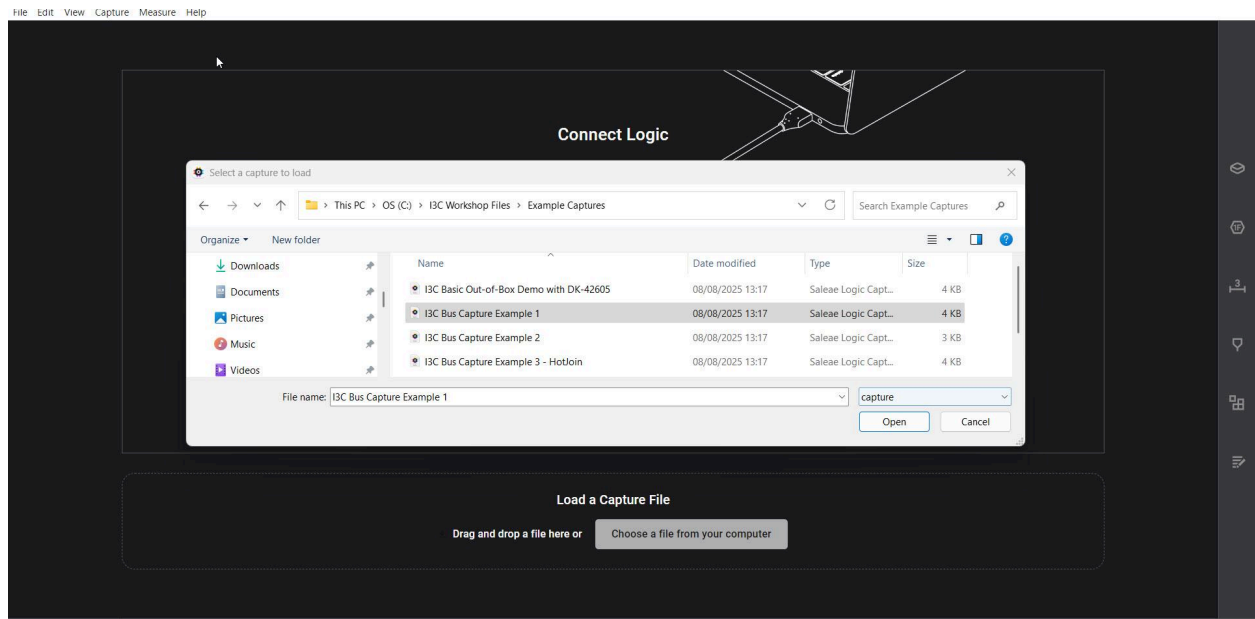 File Edit View Capture Measure Help
Connect Logic
Select a capture to load
This PC > OS (C:) > I3C Workshop Files > Example Captures
Search Example Captures
Organize
New folder
Name
Date modified
Type
Size
Downloads
Documents
Pictures
Music
Videos
I3C Basic Out-of-Box Demo with DK-42605 08/08/2025 13:17 Saleae Logic Capt... 4 KB
I3C Bus Capture Example 1 08/08/2025 13:17 Saleae Logic Capt... 4 KB
I3C Bus Capture Example 2 08/08/2025 13:17 Saleae Logic Capt... 3 KB
I3C Bus Capture Example 3 - HotJoin 08/08/2025 13:17 Saleae Logic Capt... 4 KB
File name: I3C Bus Capture Example 1
capture
Open
Cancel
Load a Capture File
Drag and drop a file here or
Choose a file from your computer
1F
3